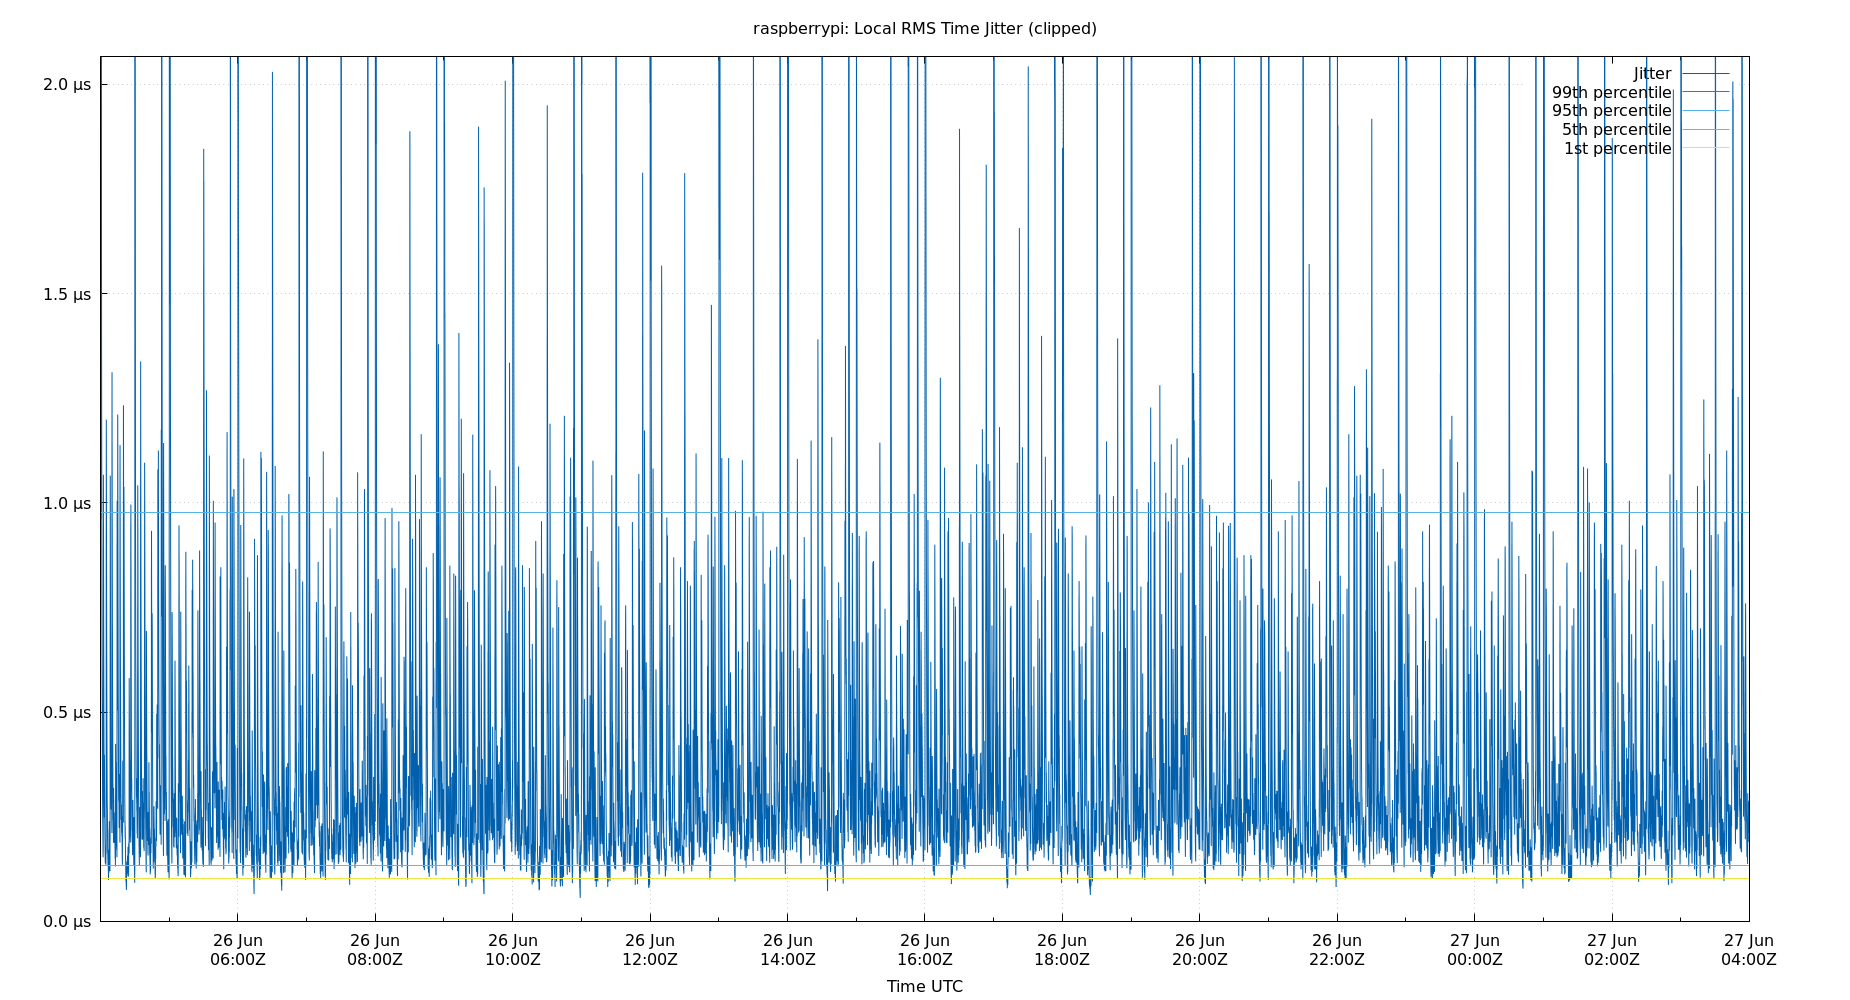 raspberrypi: Local RMS Time Jitter (clipped)
2.0 µs
1.5 µs
1.0 µs
0.5 µs
0.0 µs
Jitter
99th percentile
95th percentile
5th percentile
1st percentile
26 Jun
06:00Z
26 Jun
08:00Z
26 Jun
10:00Z
26 Jun
12:00Z
26 Jun
14:00Z
26 Jun
16:00Z
26 Jun
18:00Z
26 Jun
20:00Z
26 Jun
22:00Z
27 Jun
00:00Z
27 Jun
02:00Z
27 Jun
04:00Z
Time UTC